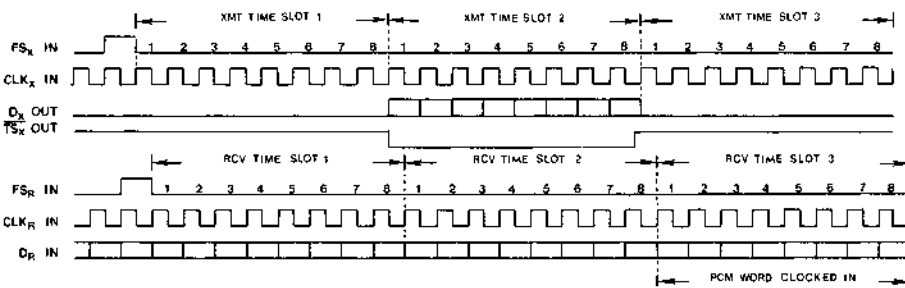 XMT TIME SLOT 1 XMT TIME SLOT 2 XMT TIME SLOT 3
FSX IN 1 2 3 4 5 6 7 8 1 2 3 4 5 6 7 8 1 2 3 4 5 6 7 8
CLKX IN
DX OUT
TSX OUT
RCV TIME SLOT 1 RCV TIME SLOT 2 RCV TIME SLOT 3
FSR IN 1 2 3 4 5 6 7 8 1 2 3 4 5 6 7 8 1 2 3 4 5 6 7 8
CLKR IN
DR IN
PCM WORD CLOCKED IN